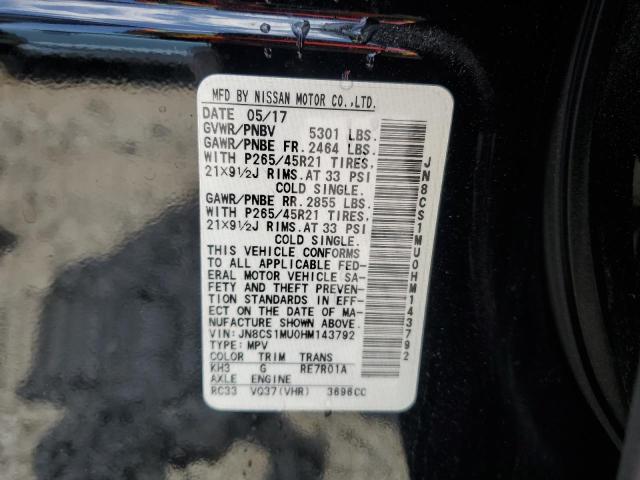 MFD BY NISSAN MOTOR CO.,LTD.
DATE 05/17
GVWR/PNBV 5301 LBS.
GAWR/PNBE FR. 2464 LBS.
WITH P265/45R21 TIRES,
21X9½J RIMS.AT 33 PSI
COLD SINGLE.
GAWR/PNBE RR. 2855 LBS.
WITH P265/45R21 TIRES,
21X9½J RIMS.AT 33 PSI
COLD SINGLE.
THIS VEHICLE CONFORMS
TO ALL APPLICABLE FED-
ERAL MOTOR VEHICLE SA-
FETY AND THEFT PREVEN-
TION STANDARDS IN EFF-
ECT ON THE DATE OF MA-
NUFACTURE SHOWN ABOVE.
VIN: JN8CS1MU0HM143792
TYPE: MPV
COLOR TRIM TRANS
KH3 G RE7R01A
AXLE ENGINE
RC33 VQ37(VHR) 3696CC
JN8CS1MU0HM143792